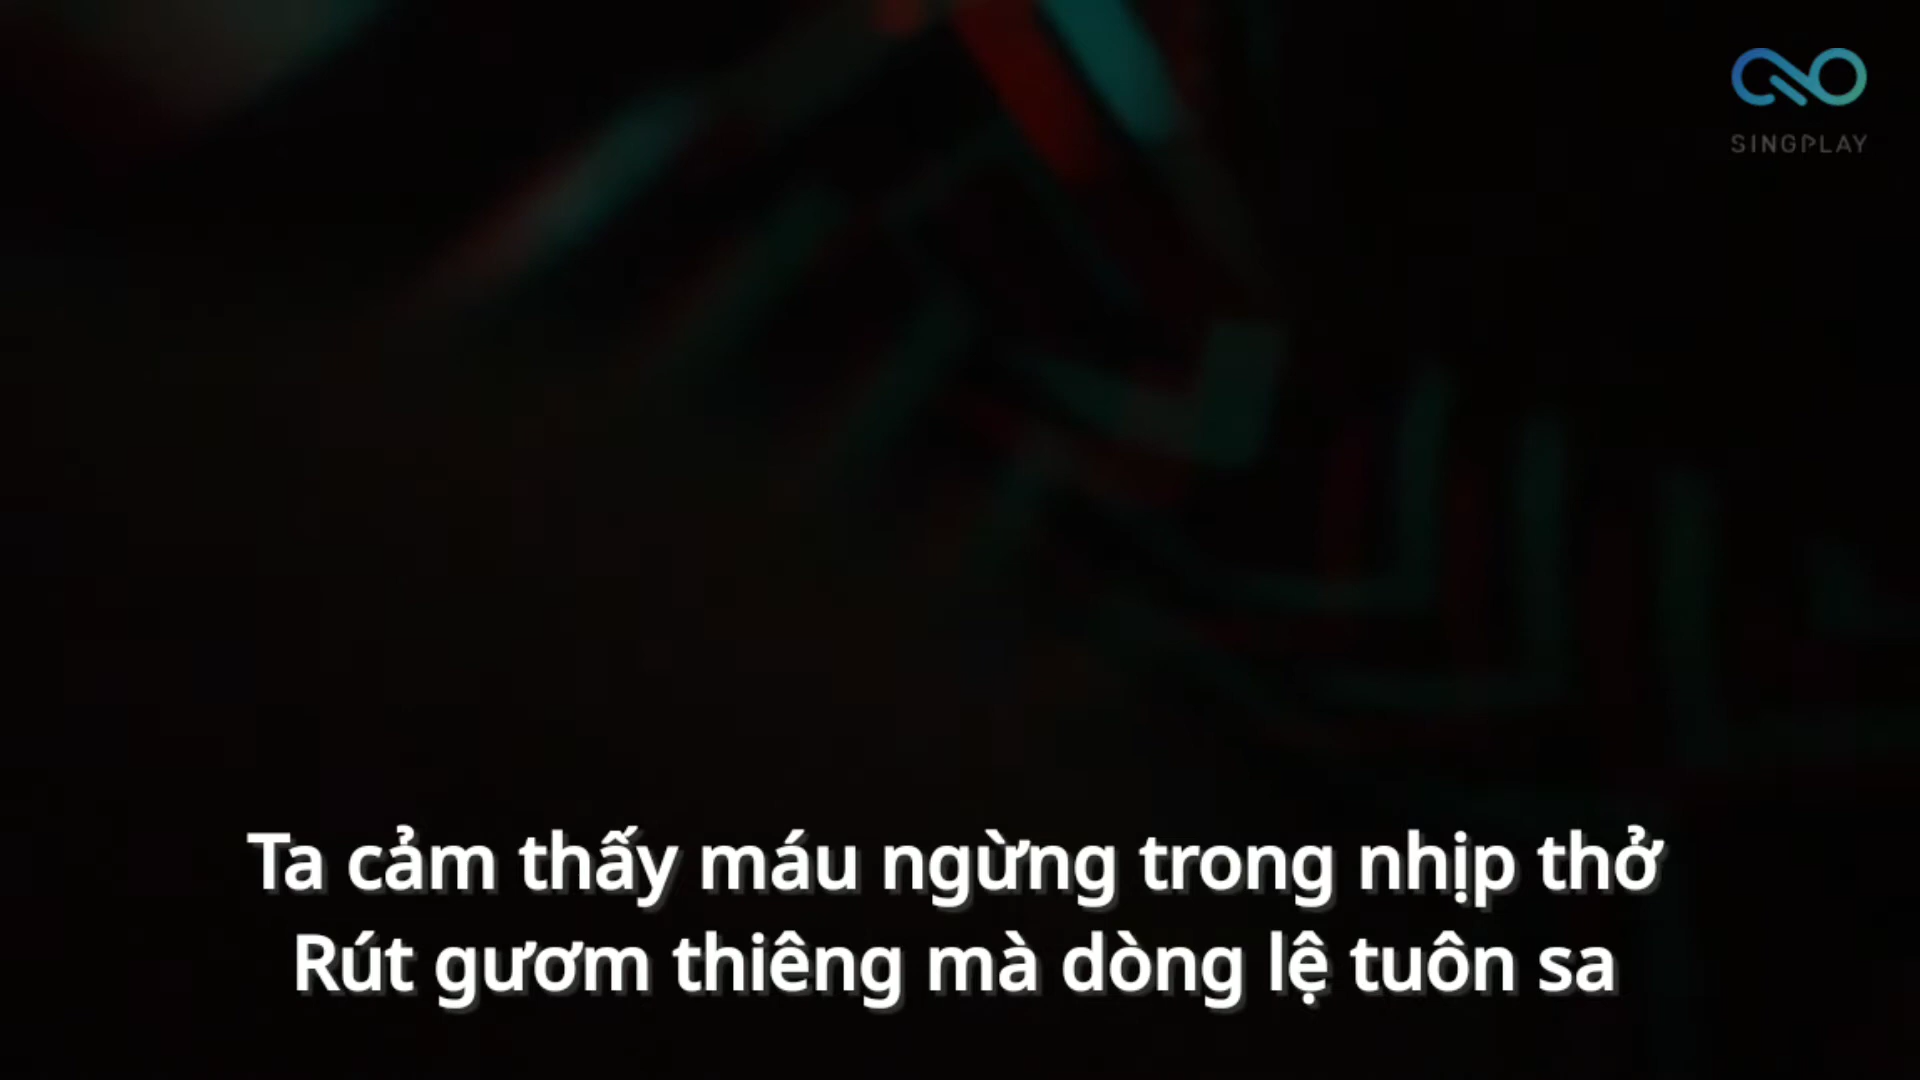 SINGPLAY
Ta cảm thấy máu ngừng trong nhịp thở
Rút gươm thiêng mà dòng lệ tuôn sa